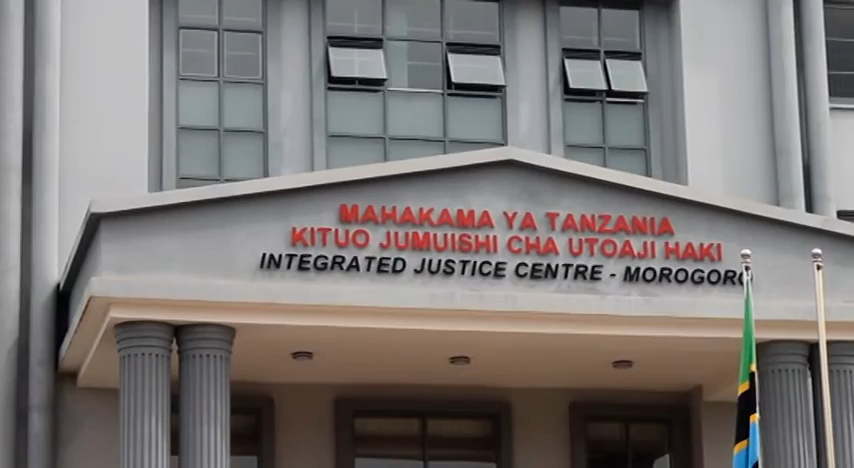 MAHAKAMA YA TANZANIA
KITUO JUMUISHI CHA UTOAJI HAKI
INTEGRATED JUSTICE CENTRE - MOROGORO